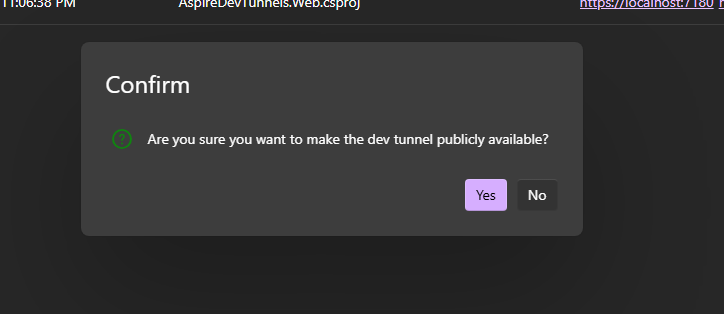 11:06:38 PM AspireDevTunnels.Web.csproj https://localhost:7180
Confirm
Are you sure you want to make the dev tunnel publicly available?
Yes No